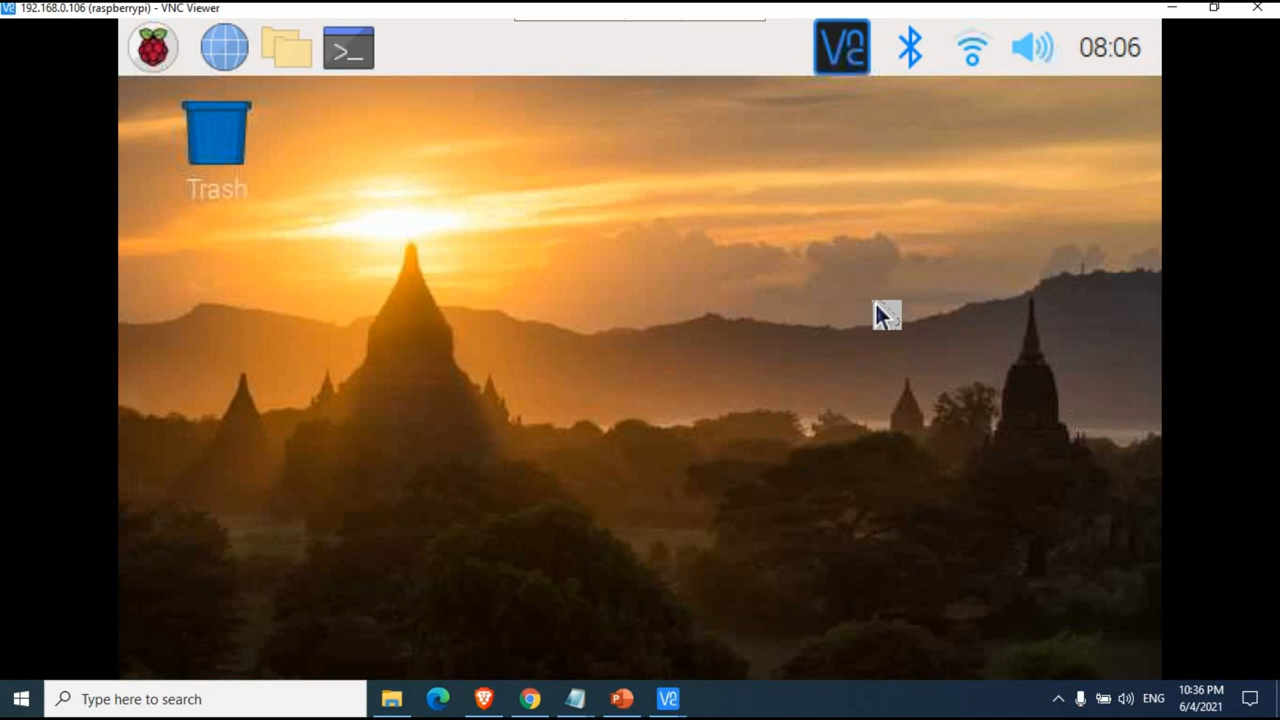 192.168.0.106 (raspberrypi) - VNC Viewer
>_
08:06
Trash
Type here to search
ENG
10:36 PM
6/4/2021